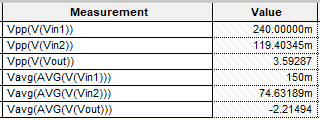 Measurement Value
Vpp(V(Vin1)) 240.00000m
Vpp(V(Vin2)) 119.40345m
Vpp(V(Vout)) 3.59287
Vavg(AVG(V(Vin1))) 150m
Vavg(AVG(V(Vin2))) 74.63189m
Vavg(AVG(V(Vout))) -2.21494